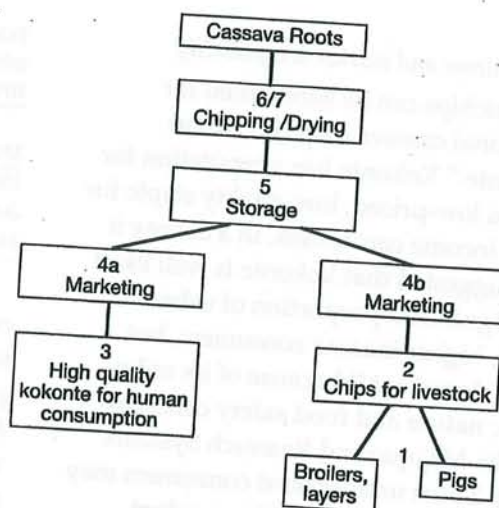 Cassava Roots
6/7
Chipping /Drying
5
Storage
4a
Marketing
4b
Marketing
3
High quality
kokonte for human
consumption
2
Chips for livestock
1
Broilers,
layers
Pigs